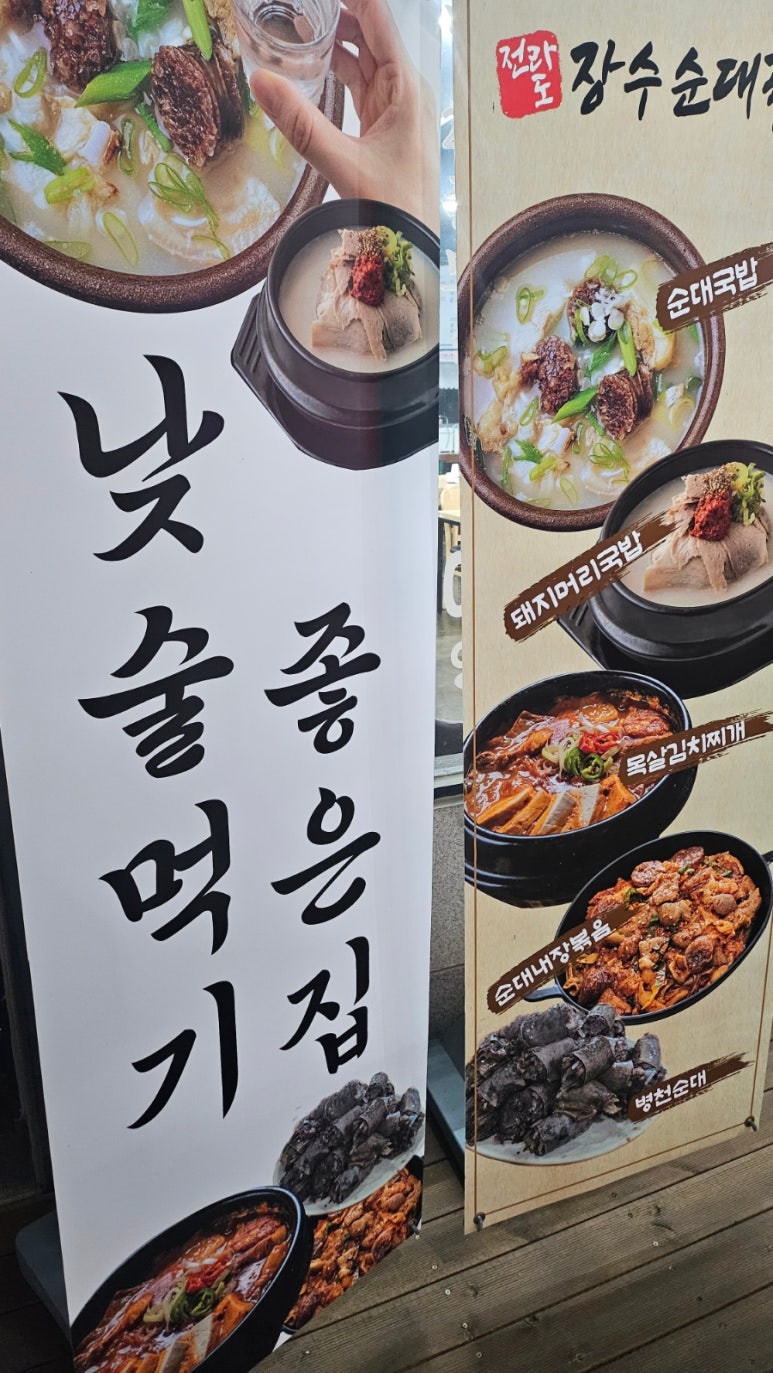 낮술먹기
좋은집
전라도
장수순대
순대국밥
돼지머리국밥
목살김치찌개
순대내장볶음
병천순대